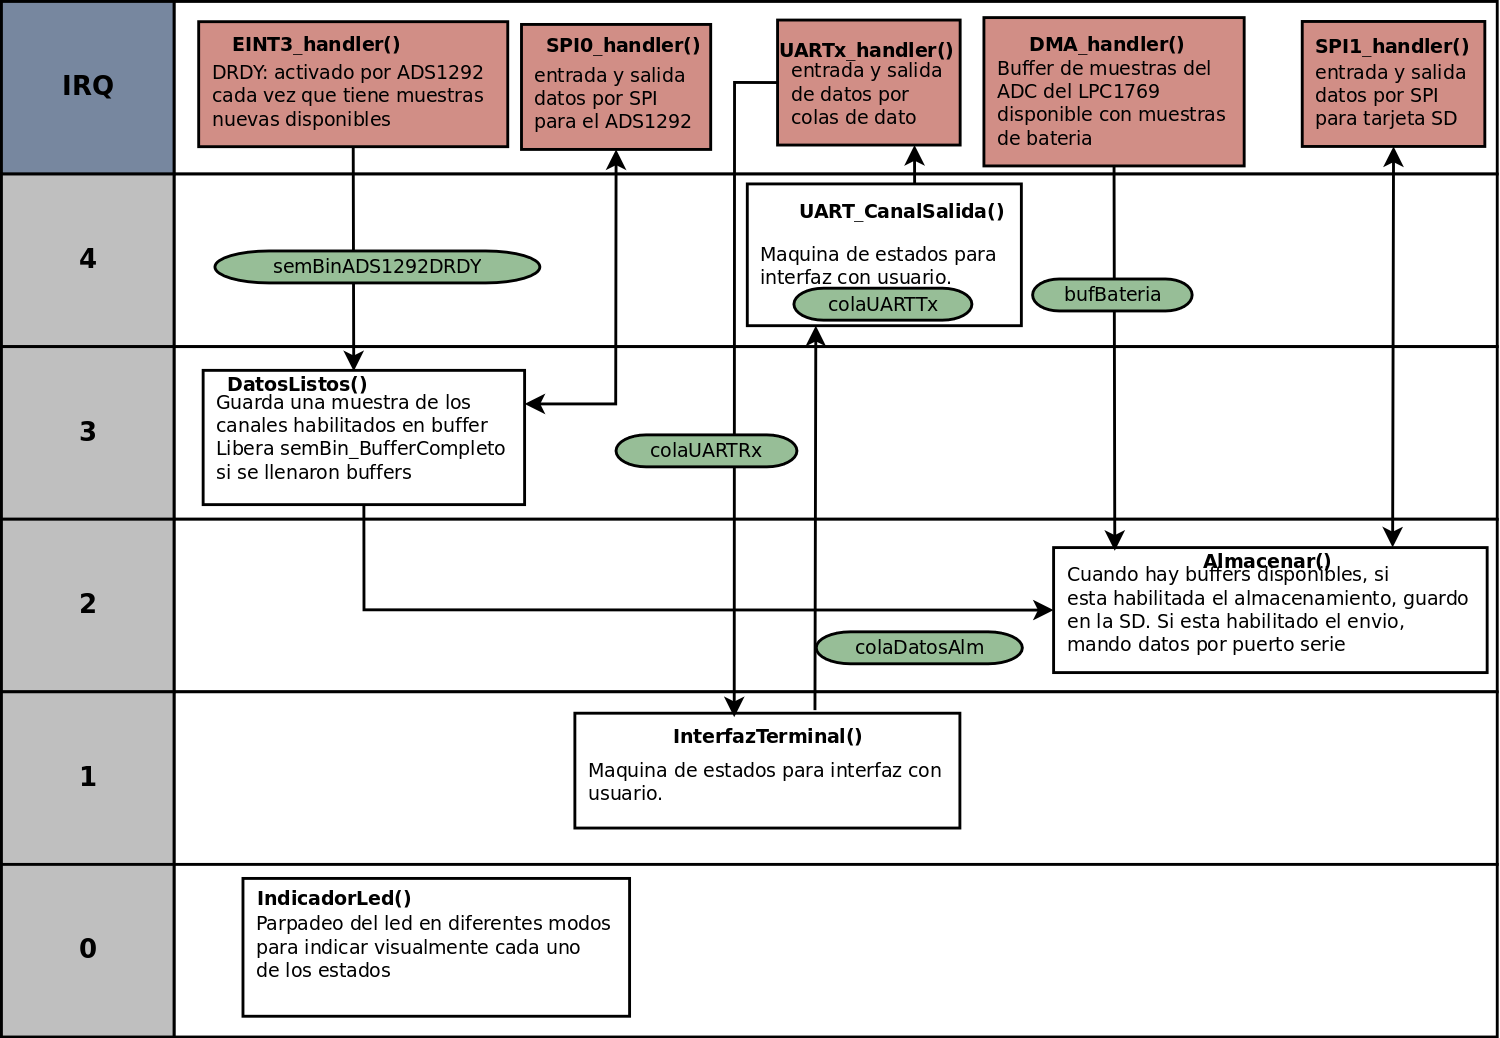 IRQ
EINT3_handler()
DRDY: activado por ADS1292
cada vez que tiene muestras
nuevas disponibles
SPI0_handler()
entrada y salida
datos por SPI
para el ADS1292
UARTx_handler()
entrada y salida
de datos por
colas de dato
DMA_handler()
Buffer de muestras del
ADC del LPC1769
disponible con muestras
de bateria
SPI1_handler()
entrada y salida
datos por SPI
para tarjeta SD
4
semBinADS1292DRDY
UART_CanalSalida()
Maquina de estados para
interfaz con usuario.
colaUARTTx
bufBateria
3
DatosListos()
Guarda una muestra de los
canales habilitados en buffer
Libera semBin_BufferCompleto
si se llenaron buffers
colaUARTRx
2
Almacenar()
Cuando hay buffers disponibles, si
esta habilitada el almacenamiento, guardo
en la SD. Si esta habilitado el envio,
mando datos por puerto serie
colaDatosAlm
1
InterfazTerminal()
Maquina de estados para interfaz con
usuario.
0
IndicadorLed()
Parpadeo del led en diferentes modos
para indicar visualmente cada uno
de los estados